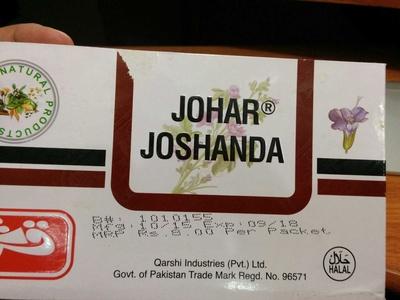 NATURAL PRODUCTS
JOHAR®
JOSHANDA
B#: 1010155
Mfg: 10/15 Exp: 09/18
MRP Rs.8.00 Per Packet
Qarshi Industries (Pvt.) Ltd.
Govt. of Pakistan Trade Mark Regd. No. 96571
حلال
HALAL